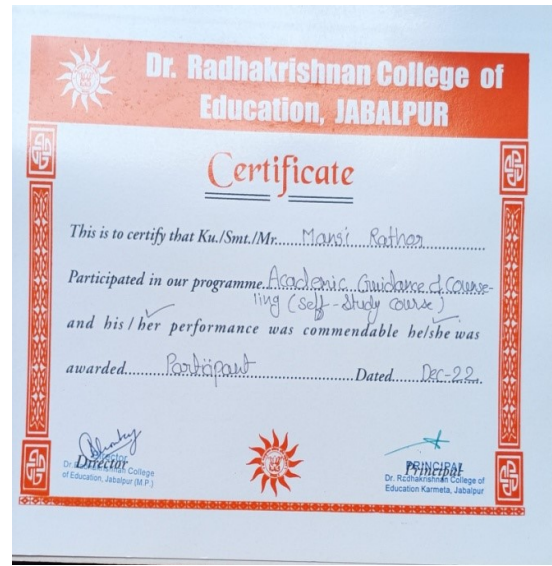 Dr. Radhakrishnan College of
Education, JABALPUR
Certificate
This is to certify that Ku./Smt./Mr. Mansi Rathor
Participated in our programme. Academic Guidance & Counse-
ling (self-study course)
and his / her performance was commendable he/she was
awarded Participant Dated Dec-22.
Director
Director
Dr Radhakrishnan College
of Education, Jabalpur (M.P.)
PRINCIPAL
Principal
Dr. Radhakrishnan College of
Education Karmeta, Jabalpur